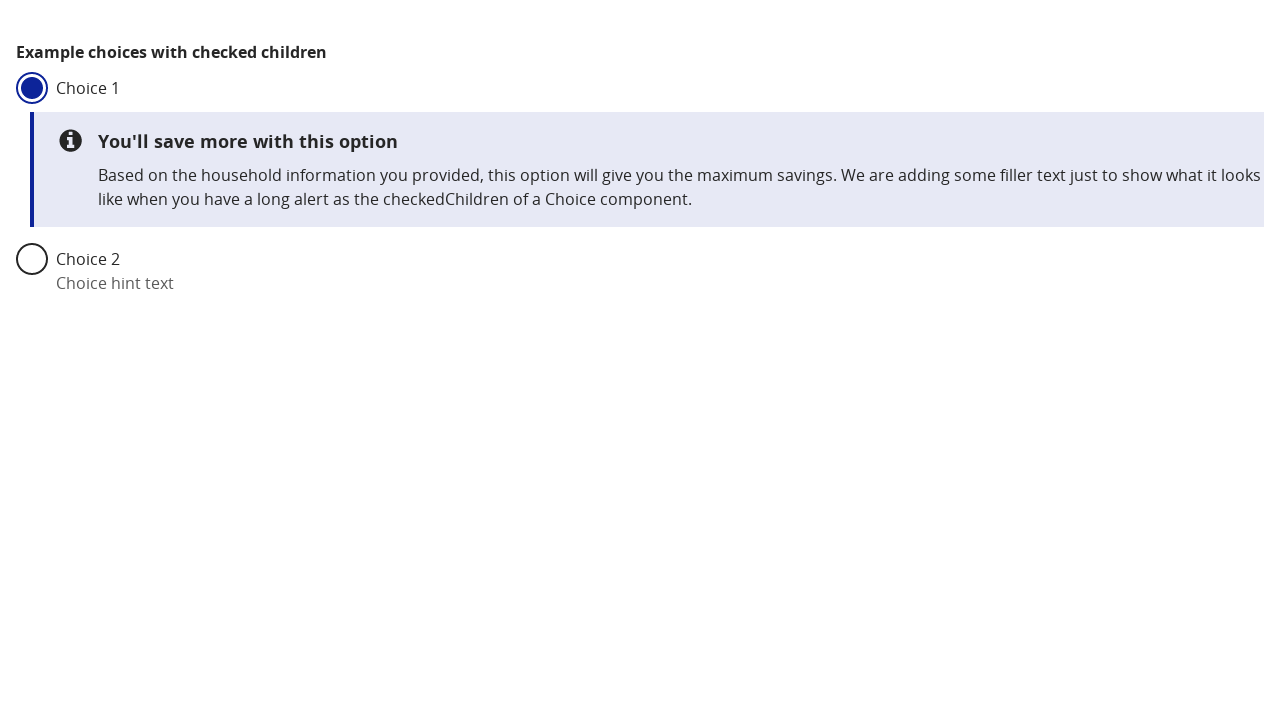 Example choices with checked children
Choice 1
You'll save more with this option
Based on the household information you provided, this option will give you the maximum savings. We are adding some filler text just to show what it looks
like when you have a long alert as the checkedChildren of a Choice component.
Choice 2
Choice hint text